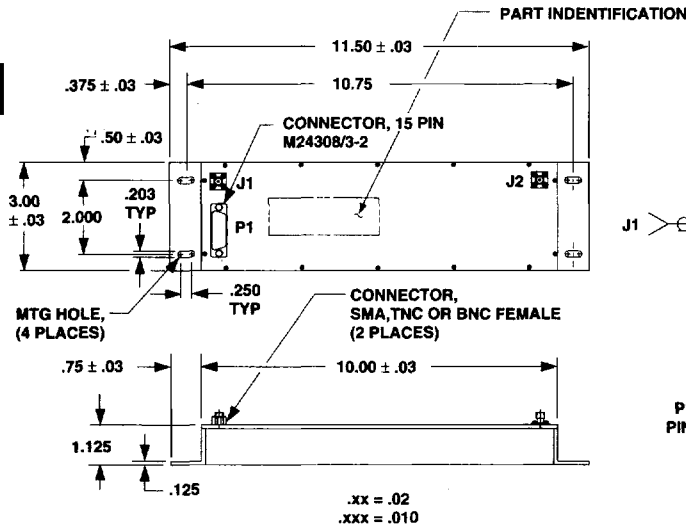 PART INDENTIFICATION
11.50 ± .03
.375 ± .03
10.75
.50 ± .03
CONNECTOR, 15 PIN
M24308/3-2
3.00
± .03
2.000
.203
TYP
J1
J2
P1
J1
.250
TYP
MTG HOLE,
(4 PLACES)
CONNECTOR,
SMA,TNC OR BNC FEMALE
(2 PLACES)
.75 ± .03
10.00 ± .03
P
PIN
1.125
.125
.xx = .02
.xxx = .010